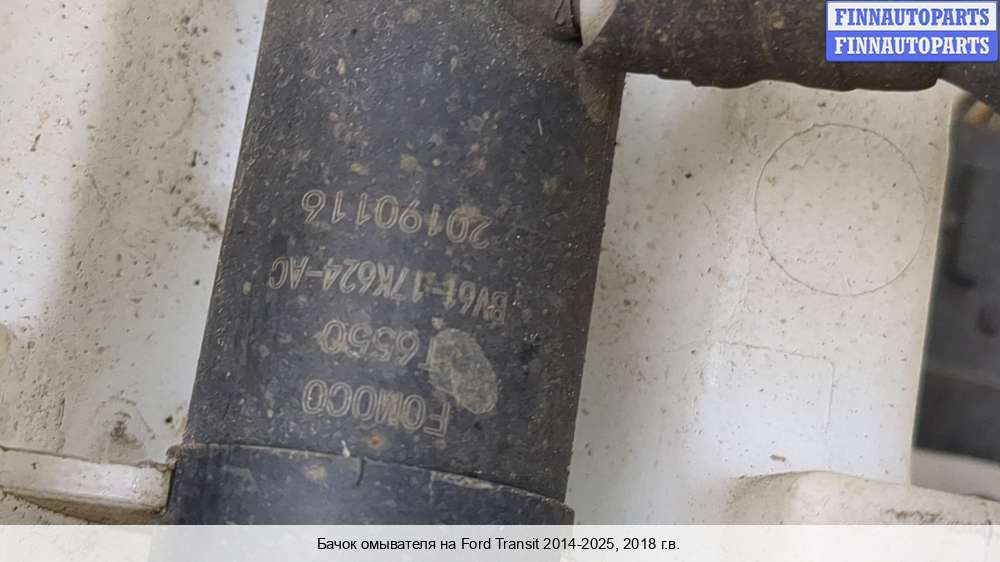 FINNAUTOPARTS
FINNAUTOPARTS
FOMOCO
6550
BV61-17K624-AC
20190116
Бачок омывателя на Ford Transit 2014-2025, 2018 г.в.